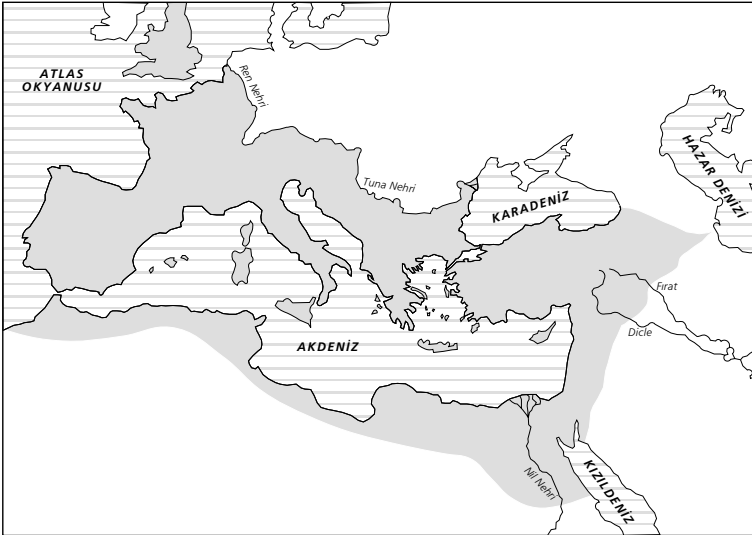 ATLAS
OKYANUSU
Ren Nehri
HAZAR DENİZİ
Tuna Nehri
KARADENİZ
Fırat
Dicle
AKDENİZ
Nil Nehri
KIZILDENİZ